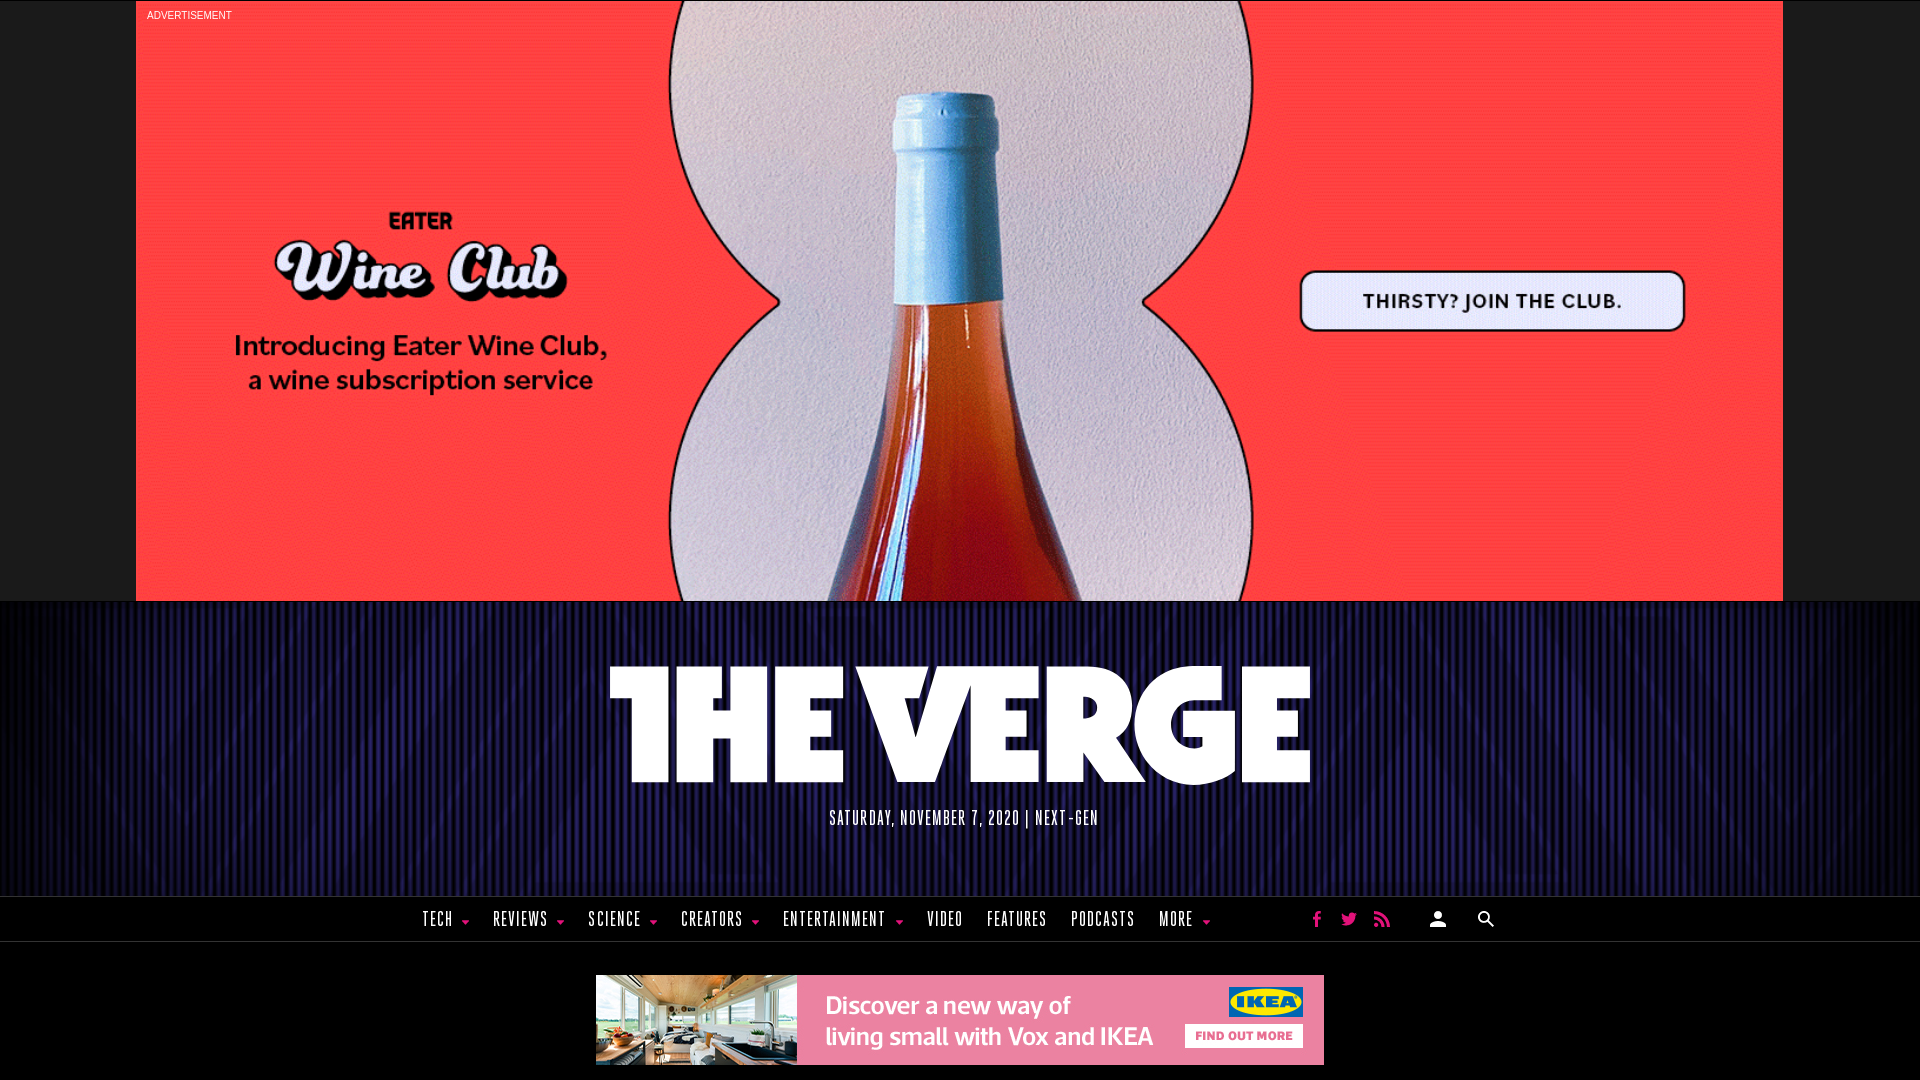 ADVERTISEMENT
EATER
Wine Club
Introducing Eater Wine Club,
a wine subscription service
THIRSTY? JOIN THE CLUB.
THE VERGE
SATURDAY, NOVEMBER 7, 2020 | NEXT-GEN
TECH REVIEWS SCIENCE CREATORS ENTERTAINMENT VIDEO FEATURES PODCASTS MORE
Discover a new way of
living small with Vox and IKEA
IKEA
FIND OUT MORE